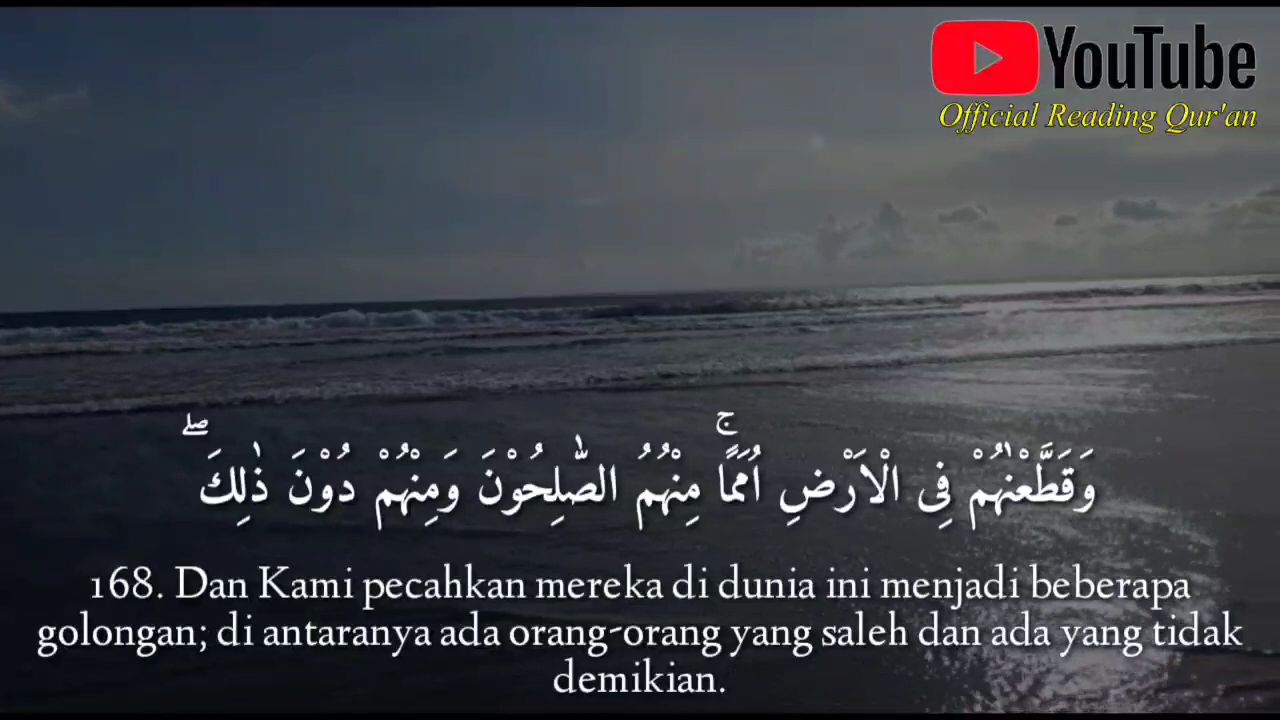 YouTube
Official Reading Qur'an
وَقَطَّعْنٰهُمْ فِى الْاَرْضِ اُمَمًاۚ مِنْهُمُ الصّٰلِحُوْنَ وَمِنْهُمْ دُوْنَ ذٰلِكَۖ
168. Dan Kami pecahkan mereka di dunia ini menjadi beberapa
golongan; di antaranya ada orang-orang yang saleh dan ada yang tidak
demikian.